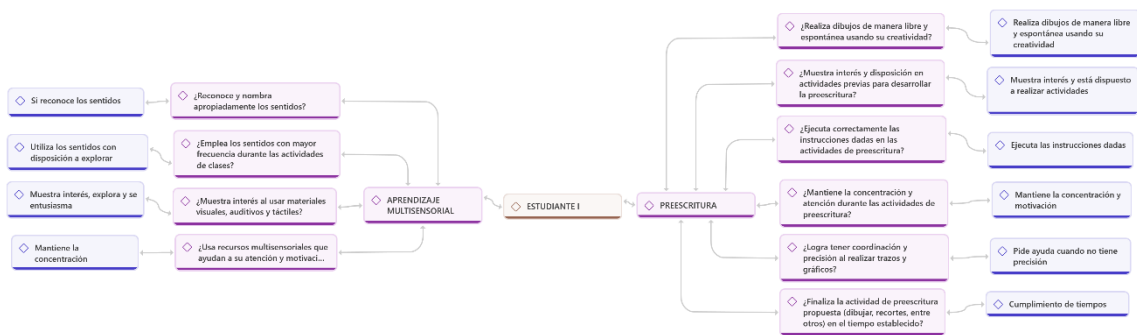 Si reconoce los sentidos
¿Reconoce y nombra
apropiadamente los sentidos?
Utiliza los sentidos con
disposición a explorar
¿Emplea los sentidos con mayor
frecuencia durante las actividades
de clases?
Muestra interés, explora y se
entusiasma
¿Muestra interés al usar materiales
visuales, auditivos y táctiles?
Mantiene la
concentración
¿Usa recursos multisensoriales que
ayudan a su atención y motivaci...
APRENDIZAJE
MULTISENSORIAL
ESTUDIANTE I
PREESCRITURA
¿Realiza dibujos de manera libre y
espontánea usando su creatividad?
Realiza dibujos de manera libre
y espontánea usando su
creatividad
¿Muestra interés y disposición en
actividades previas para desarrollar
la preescritura?
Muestra interés y está dispuesto
a realizar actividades
¿Ejecuta correctamente las
instrucciones dadas en las
actividades de preescritura?
Ejecuta las instrucciones dadas
¿Mantiene la concentración y
atención durante las actividades de
preescritura?
Mantiene la concentración y
motivación
¿Logra tener coordinación y
precisión al realizar trazos y
gráficos?
Pide ayuda cuando no tiene
precisión
¿Finaliza la actividad de preescritura
propuesta (dibujar, recortes, entre
otros) en el tiempo establecido?
Cumplimiento de tiempos